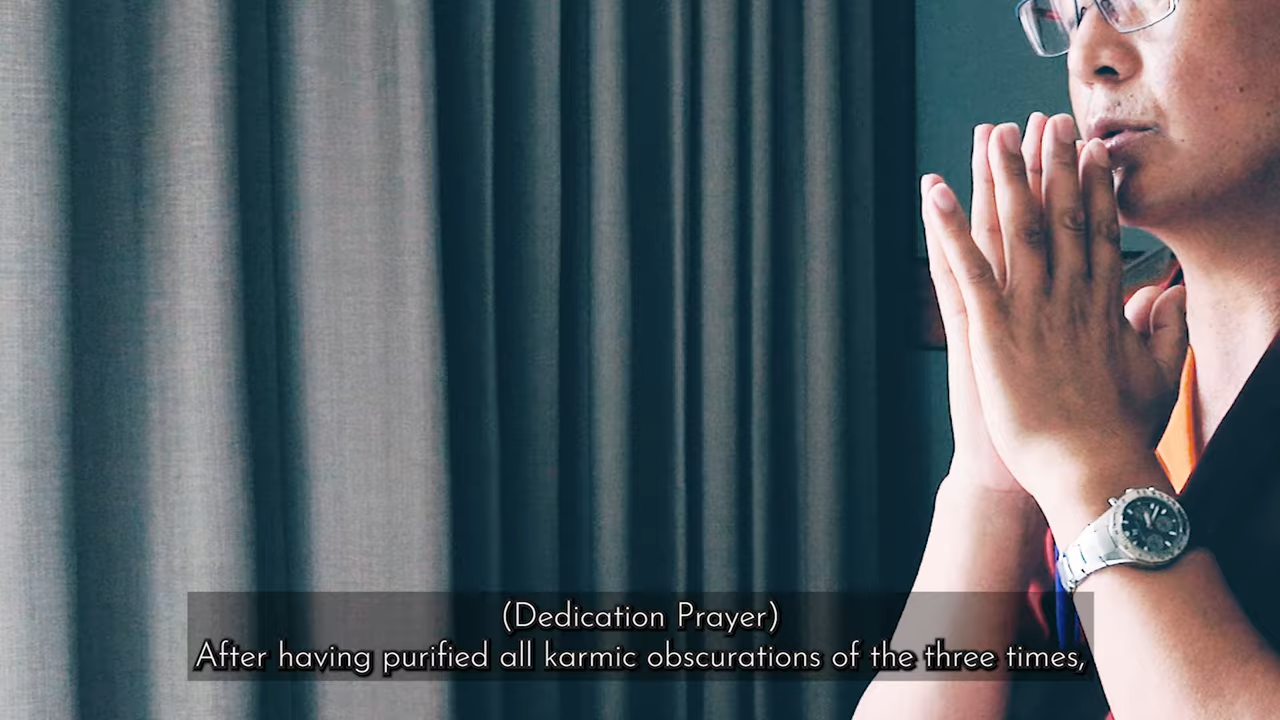 (Dedication Prayer)
After having purified all karmic obscurations of the three times,